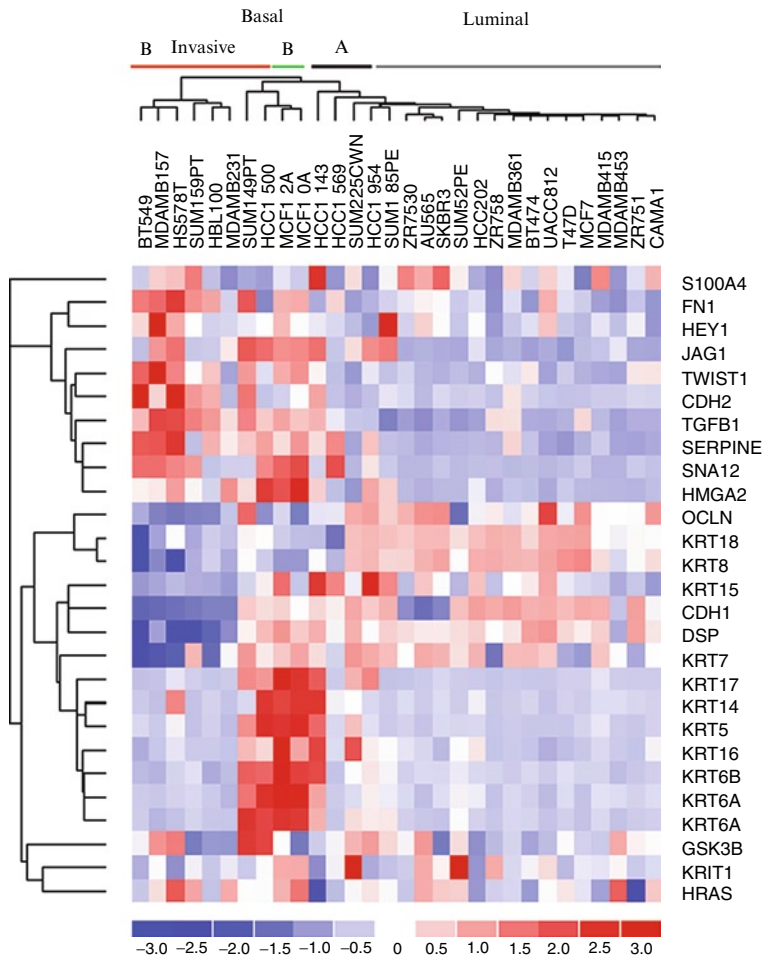 Basal
Luminal
B
Invasive
B
A
BT549
MDAMB157
HS578T
SUM159PT
HBL100
MDAMB231
SUM149PT
HCC1 500
MCF1 2A
MCF1 0A
HCC1 143
HCC1 569
SUM225CWN
HCC1 954
SUM1 85PE
ZR7530
AU565
SKBR3
SUM52PE
HCC202
ZR758
MDAMB361
BT474
UACC812
T47D
MCF7
MDAMB415
MDAMB453
ZR751
CAMA1
S100A4
FN1
HEY1
JAG1
TWIST1
CDH2
TGFB1
SERPINE
SNA12
HMGA2
OCLN
KRT18
KRT8
KRT15
CDH1
DSP
KRT7
KRT17
KRT14
KRT5
KRT16
KRT6B
KRT6A
KRT6A
GSK3B
KRIT1
HRAS
−3.0 −2.5 −2.0 −1.5 −1.0 −0.5 0 0.5 1.0 1.5 2.0 2.5 3.0